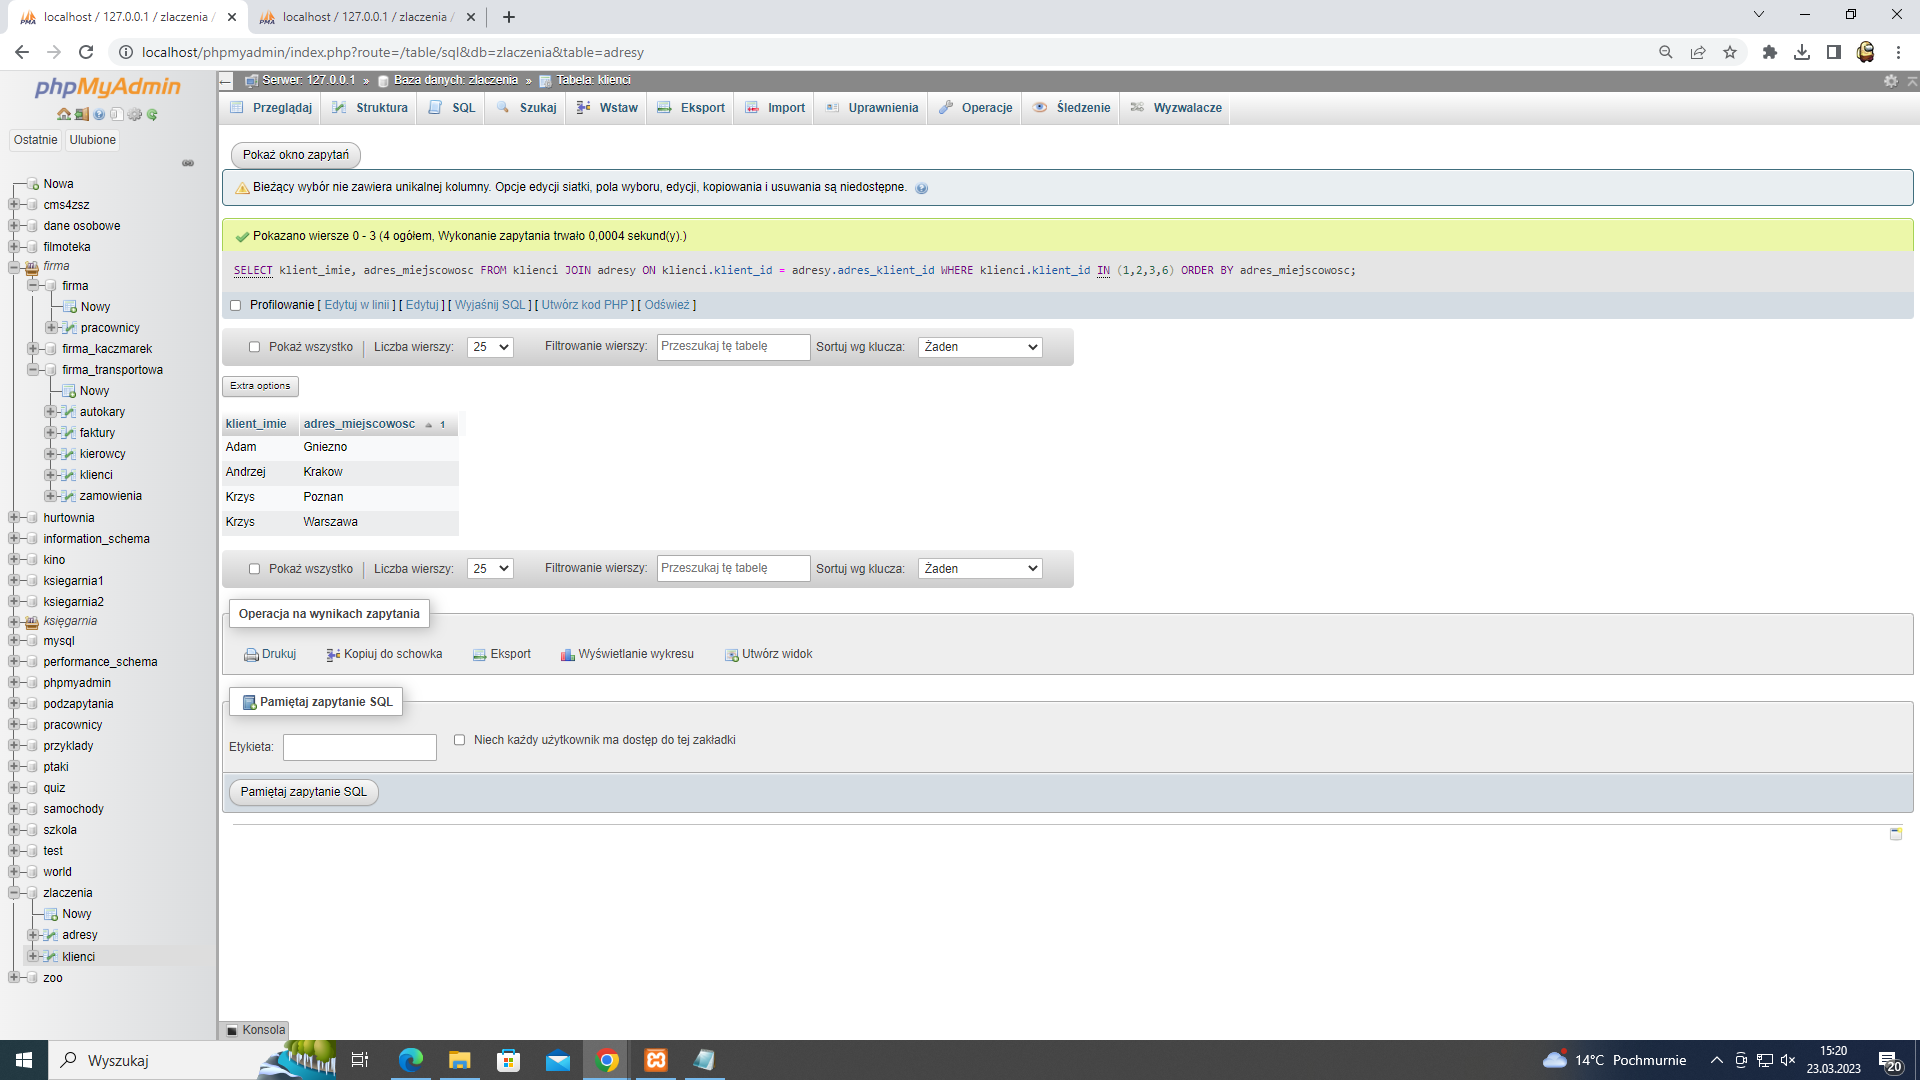 localhost / 127.0.0.1 / zlaczenia /
localhost / 127.0.0.1 / zlaczenia /
localhost/phpmyadmin/index.php?route=/table/sql&db=zlaczenia&table=adresy
phpMyAdmin
Ostatnie Ulubione
Nowa
cms4zsz
dane osobowe
filmoteka
firma
firma
Nowy
pracownicy
firma_kaczmarek
firma_transportowa
Nowy
autokary
faktury
kierowcy
klienci
zamowienia
hurtownia
information_schema
kino
ksiegarnia1
ksiegarnia2
księgarnia
mysql
performance_schema
phpmyadmin
podzapytania
pracownicy
przyklady
ptaki
quiz
samochody
szkola
test
world
zlaczenia
Nowy
adresy
klienci
zoo
Serwer: 127.0.0.1 » Baza danych: zlaczenia » Tabela: klienci
Przeglądaj Struktura SQL Szukaj Wstaw Eksport Import Uprawnienia Operacje Śledzenie Wyzwalacze
Pokaż okno zapytań
Bieżący wybór nie zawiera unikalnej kolumny. Opcje edycji siatki, pola wyboru, edycji, kopiowania i usuwania są niedostępne.
Pokazano wiersze 0 - 3 (4 ogółem, Wykonanie zapytania trwało 0,0004 sekund(y).)
SELECT klient_imie, adres_miejscowosc FROM klienci JOIN adresy ON klienci.klient_id = adresy.adres_klient_id WHERE klienci.klient_id IN (1,2,3,6) ORDER BY adres_miejscowosc;
Profilowanie [ Edytuj w linii ] [ Edytuj ] [ Wyjaśnij SQL ] [ Utwórz kod PHP ] [ Odśwież ]
Pokaż wszystko Liczba wierszy: 25 Filtrowanie wierszy: Przeszukaj tę tabelę Sortuj wg klucza: Żaden
Extra options
klient_imie adres_miejscowosc 1
Adam Gniezno
Andrzej Krakow
Krzys Poznan
Krzys Warszawa
Pokaż wszystko Liczba wierszy: 25 Filtrowanie wierszy: Przeszukaj tę tabelę Sortuj wg klucza: Żaden
Operacja na wynikach zapytania
Drukuj Kopiuj do schowka Eksport Wyświetlanie wykresu Utwórz widok
Pamiętaj zapytanie SQL
Etykieta: Niech każdy użytkownik ma dostęp do tej zakładki
Pamiętaj zapytanie SQL
Konsola
Wyszukaj
14°C Pochmurnie
15:20
23.03.2023
20